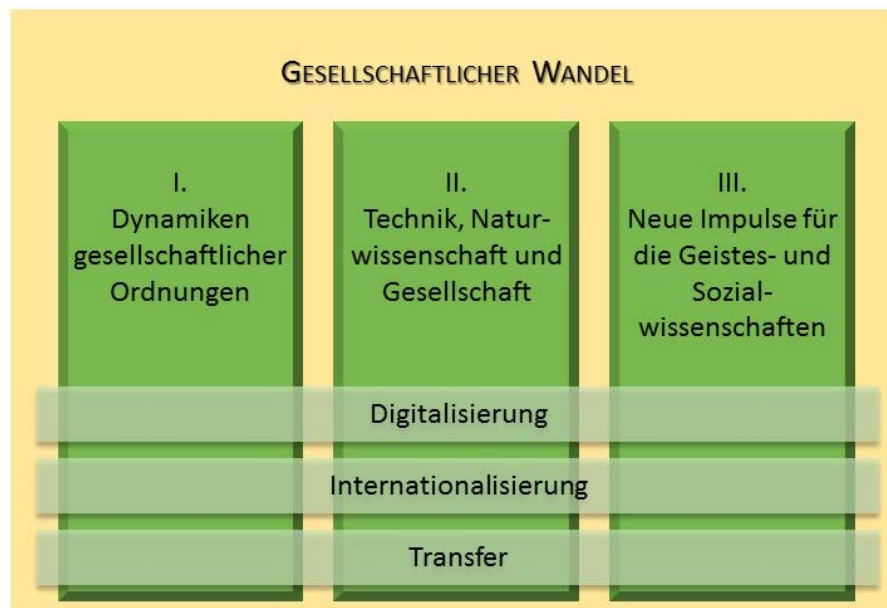 GESELLSCHAFTLICHER WANDEL
I.
Dynamiken
gesellschaftlicher
Ordnungen
II.
Technik, Natur-
wissenschaft und
Gesellschaft
III.
Neue Impulse für
die Geistes- und
Sozial-
wissenschaften
Digitalisierung
Internationalisierung
Transfer